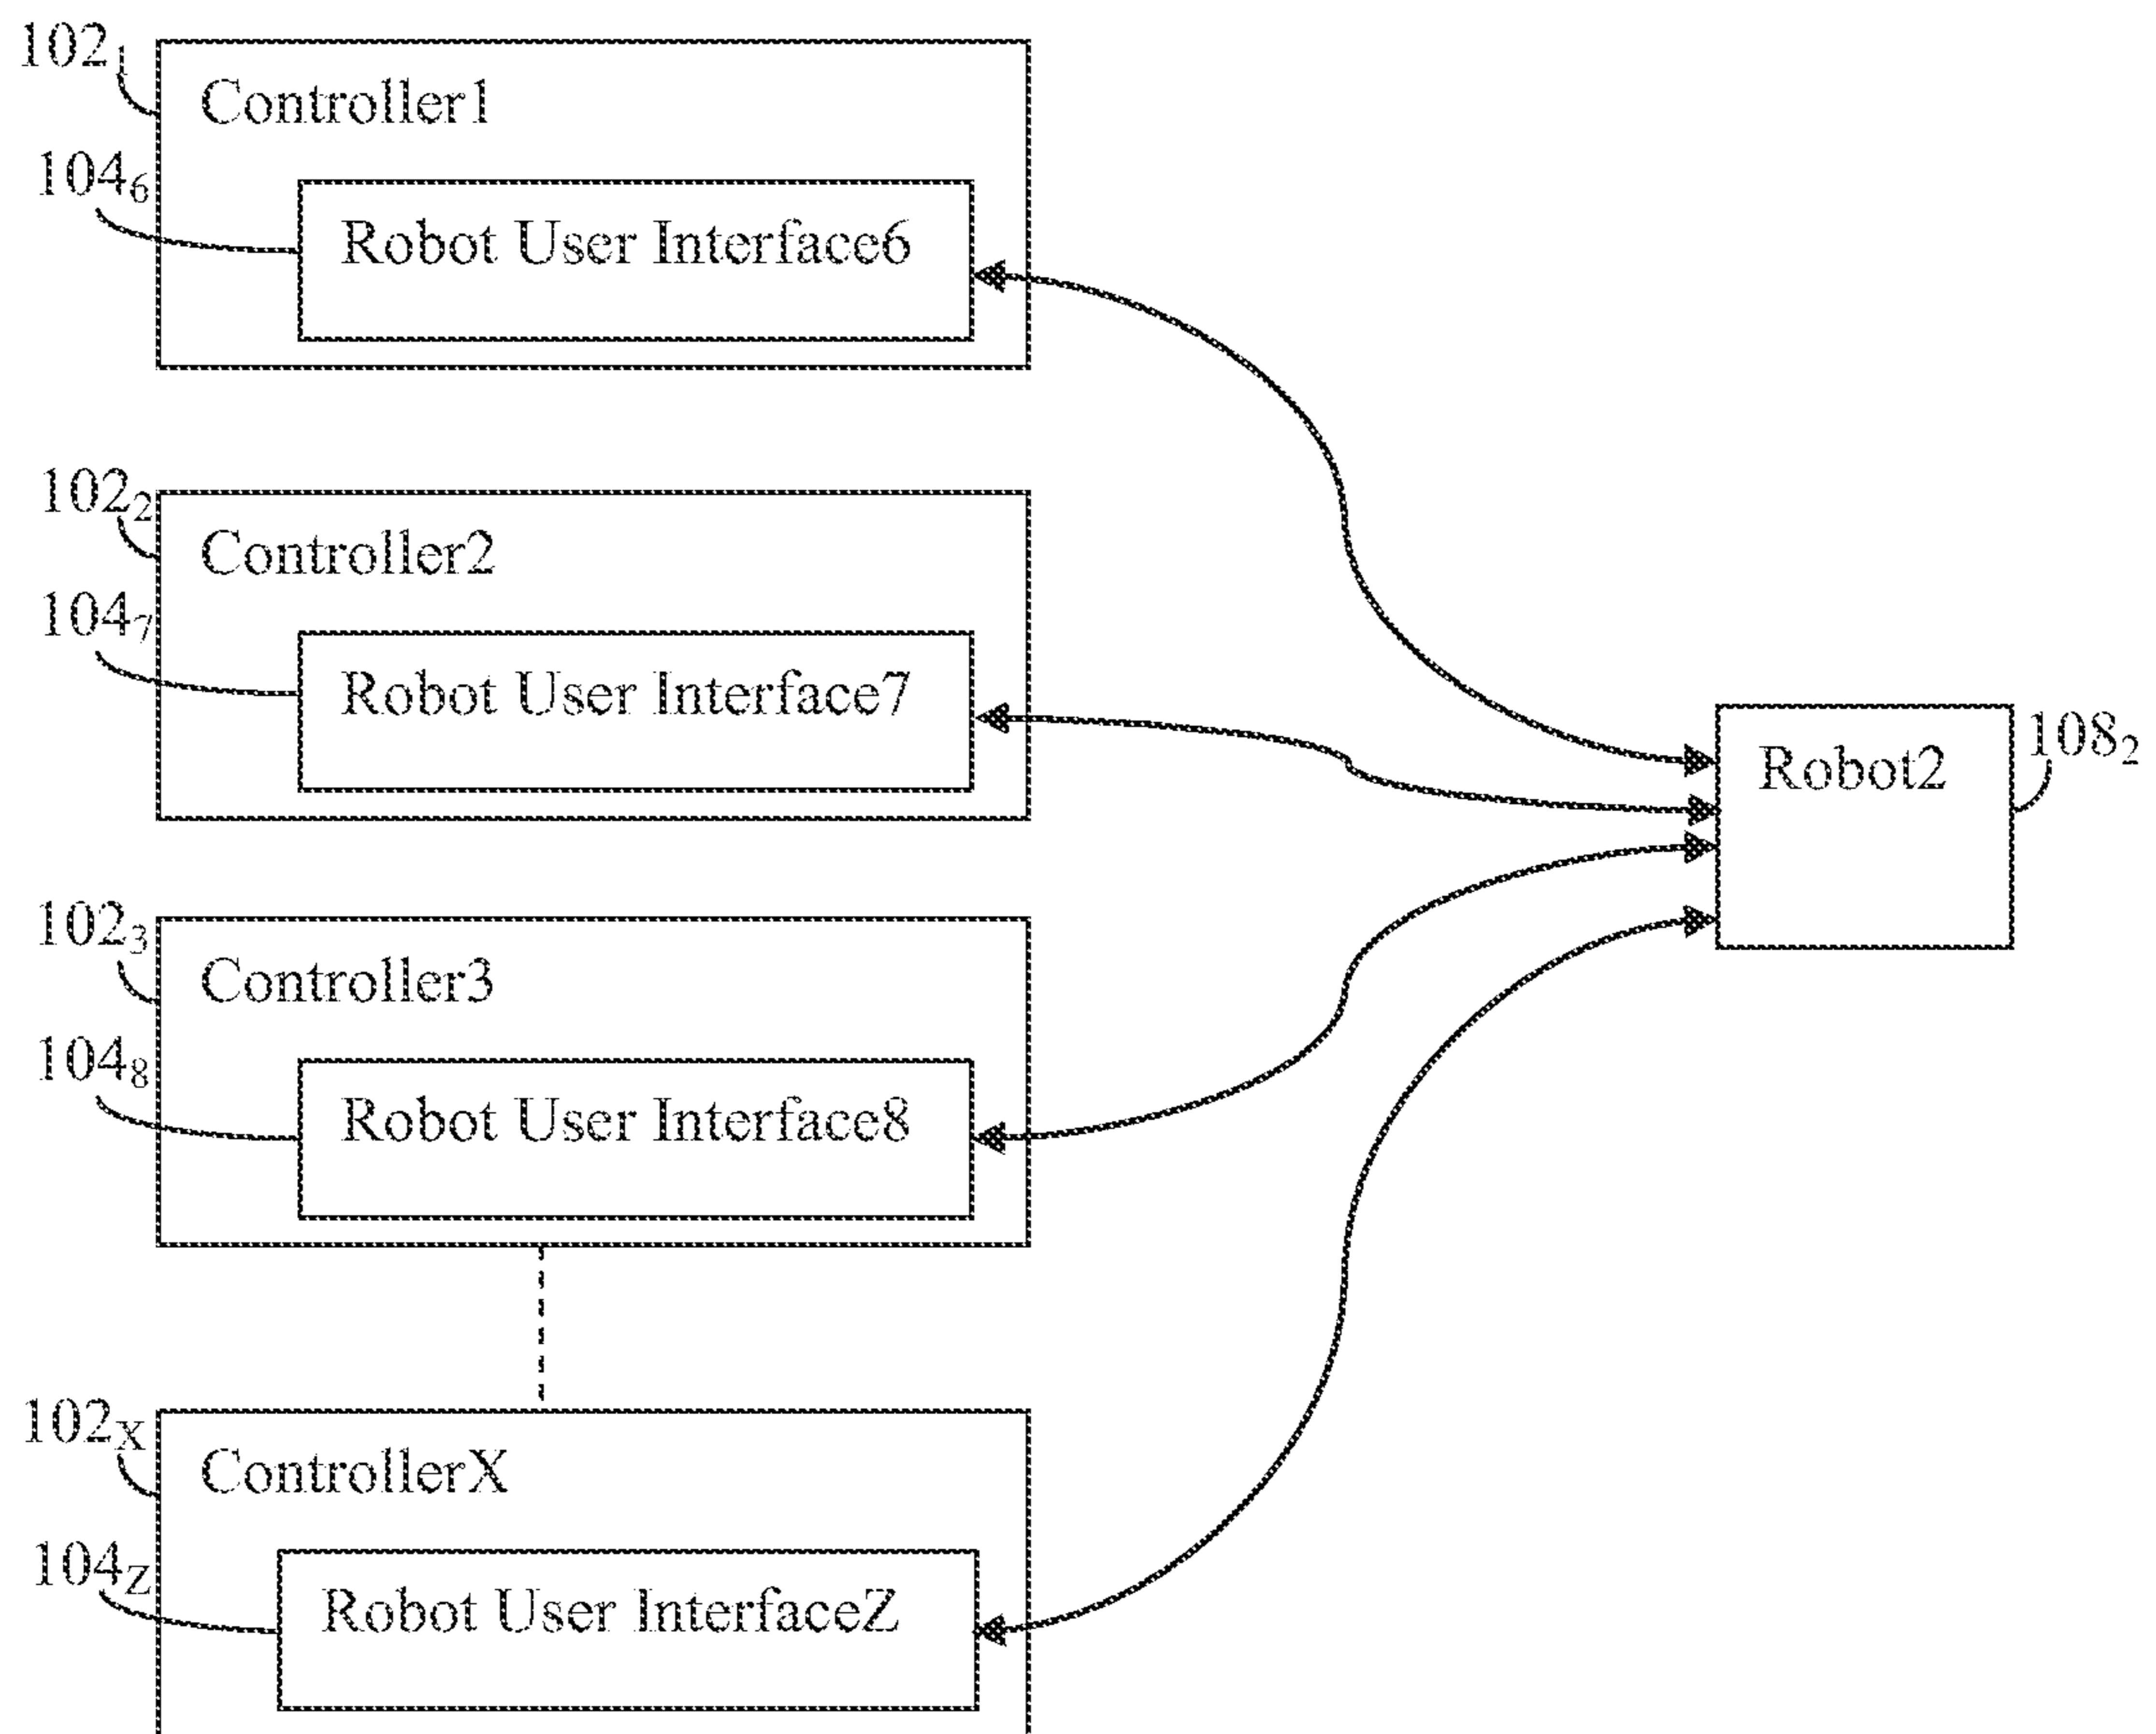 102₁
Controller1
104₆
Robot User Interface6
102₂
Controller2
104₇
Robot User Interface7
Robot2
108₂
102₃
Controller3
104₈
Robot User Interface8
102X
ControllerX
104Z
Robot User InterfaceZ